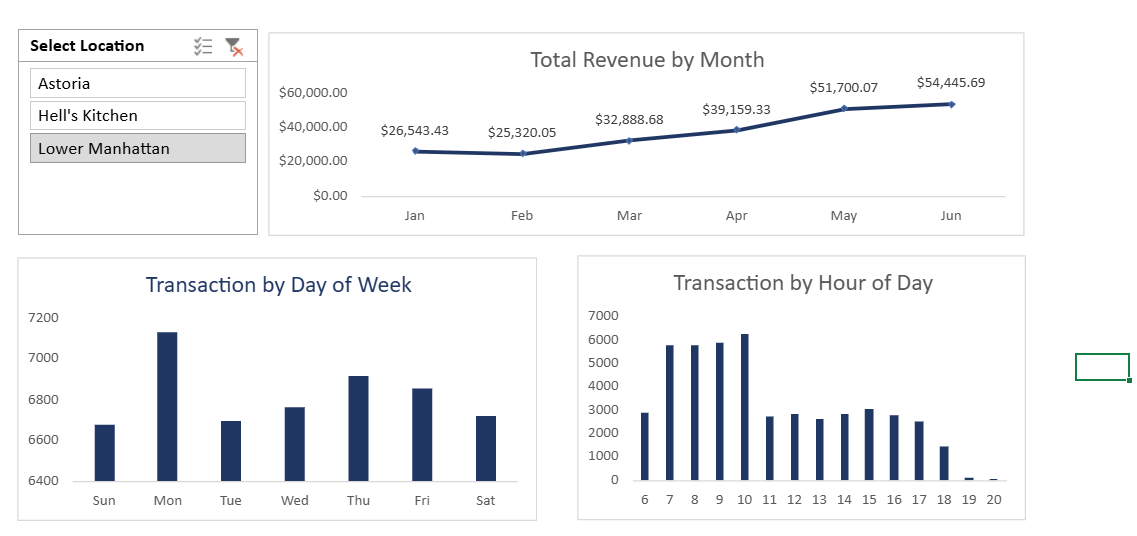 Select Location
Astoria
Hell's Kitchen
Lower Manhattan
Total Revenue by Month
$60,000.00
$40,000.00
$20,000.00
$0.00
$26,543.43
$25,320.05
$32,888.68
$39,159.33
$51,700.07
$54,445.69
Jan Feb Mar Apr May Jun
Transaction by Day of Week
7200
7000
6800
6600
6400
Sun Mon Tue Wed Thu Fri Sat
Transaction by Hour of Day
7000
6000
5000
4000
3000
2000
1000
0
6 7 8 9 10 11 12 13 14 15 16 17 18 19 20